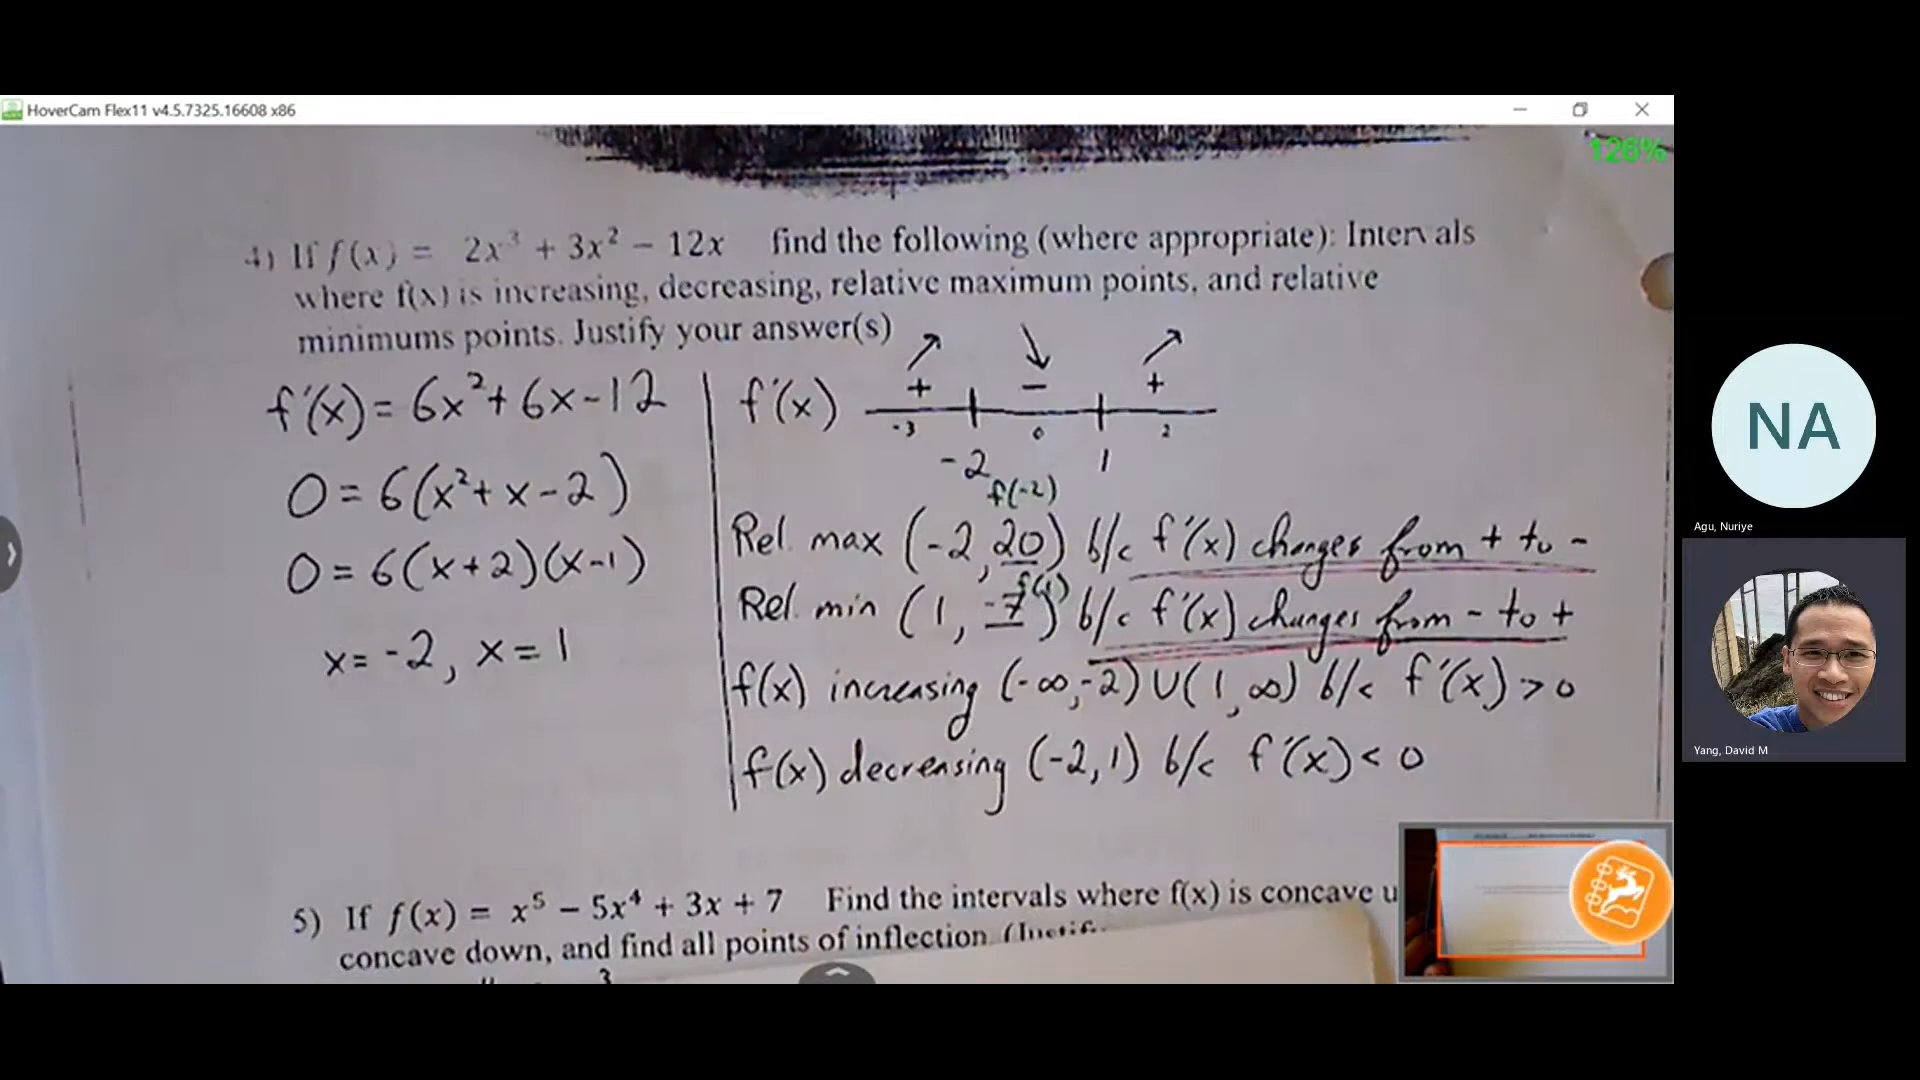 HoverCam Flex11 v4.5.7325.16608 x86
126%
4) If f(x) = 2x³ + 3x² − 12x find the following (where appropriate): Intervals
where f(x) is increasing, decreasing, relative maximum points, and relative
minimums points. Justify your answer(s)
f'(x) = 6x² + 6x - 12
0 = 6(x² + x - 2)
0 = 6(x+2)(x-1)
x = -2, x = 1
f'(x) + - +
-3 0 2
-2 1
f(-2)
Rel. max (-2, 20) b/c f'(x) changes from + to -
f(1)
Rel. min (1, -7) b/c f'(x) changes from - to +
f(x) increasing (-∞,-2) U (1, ∞) b/c f'(x) > 0
f(x) decreasing (-2,1) b/c f'(x) < 0
5) If f(x) = x⁵ − 5x⁴ + 3x + 7 Find the intervals where f(x) is concave u
concave down, and find all points of inflection.
3
NA
Agu, Nuriye
Yang, David M